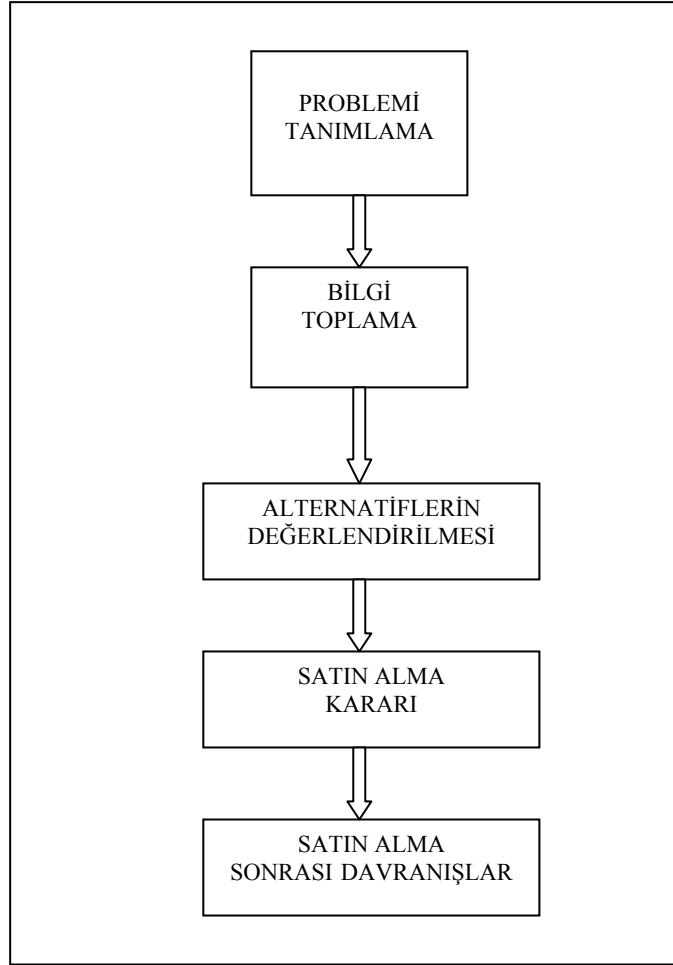 PROBLEMİ
TANIMLAMA
BİLGİ
TOPLAMA
ALTERNATİFLERİN
DEĞERLENDİRİLMESİ
SATIN ALMA
KARARI
SATIN ALMA
SONRASI DAVRANIŞLAR